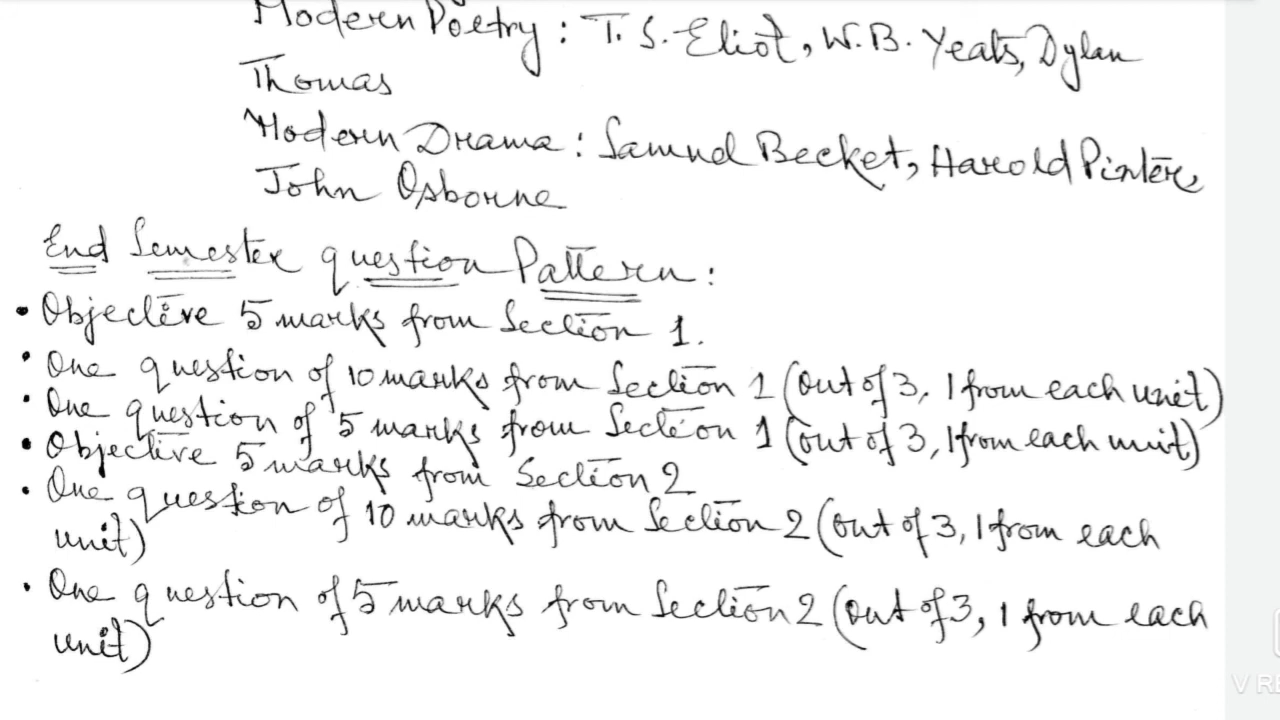 Modern Poetry : T. S. Eliot, W.B. Yeats, Dylan
Thomas
Modern Drama : Samuel Becket, Harold Pinter,
John Osborne
End Semester question Pattern :
• Objective 5 marks from Section 1.
• One question of 10 marks from Section 1 (out of 3, 1 from each unit)
• One question of 5 marks from Section 1 (out of 3, 1 from each unit)
• Objective 5 marks from Section 2
• One question of 10 marks from Section 2 (out of 3, 1 from each
unit)
• One question of 5 marks from Section 2 (out of 3, 1 from each
unit)